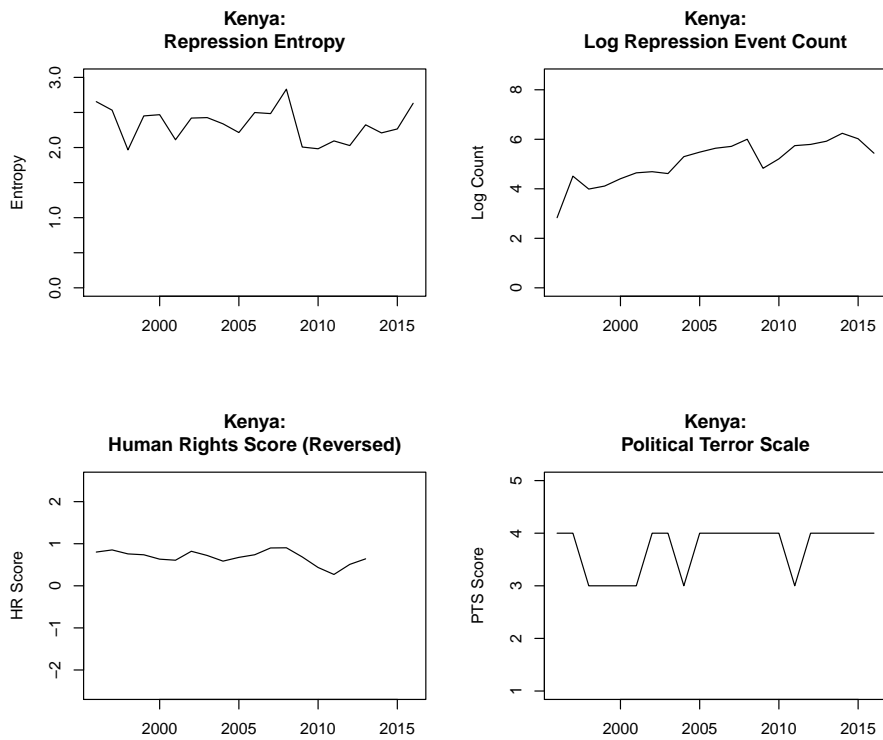 Kenya:
Repression Entropy
Entropy
3.0
2.0
1.0
0.0
2000 2005 2010 2015
Kenya:
Log Repression Event Count
Log Count
8
6
4
2
0
2000 2005 2010 2015
Kenya:
Human Rights Score (Reversed)
HR Score
2
1
0
−1
−2
2000 2005 2010 2015
Kenya:
Political Terror Scale
PTS Score
5
4
3
2
1
2000 2005 2010 2015